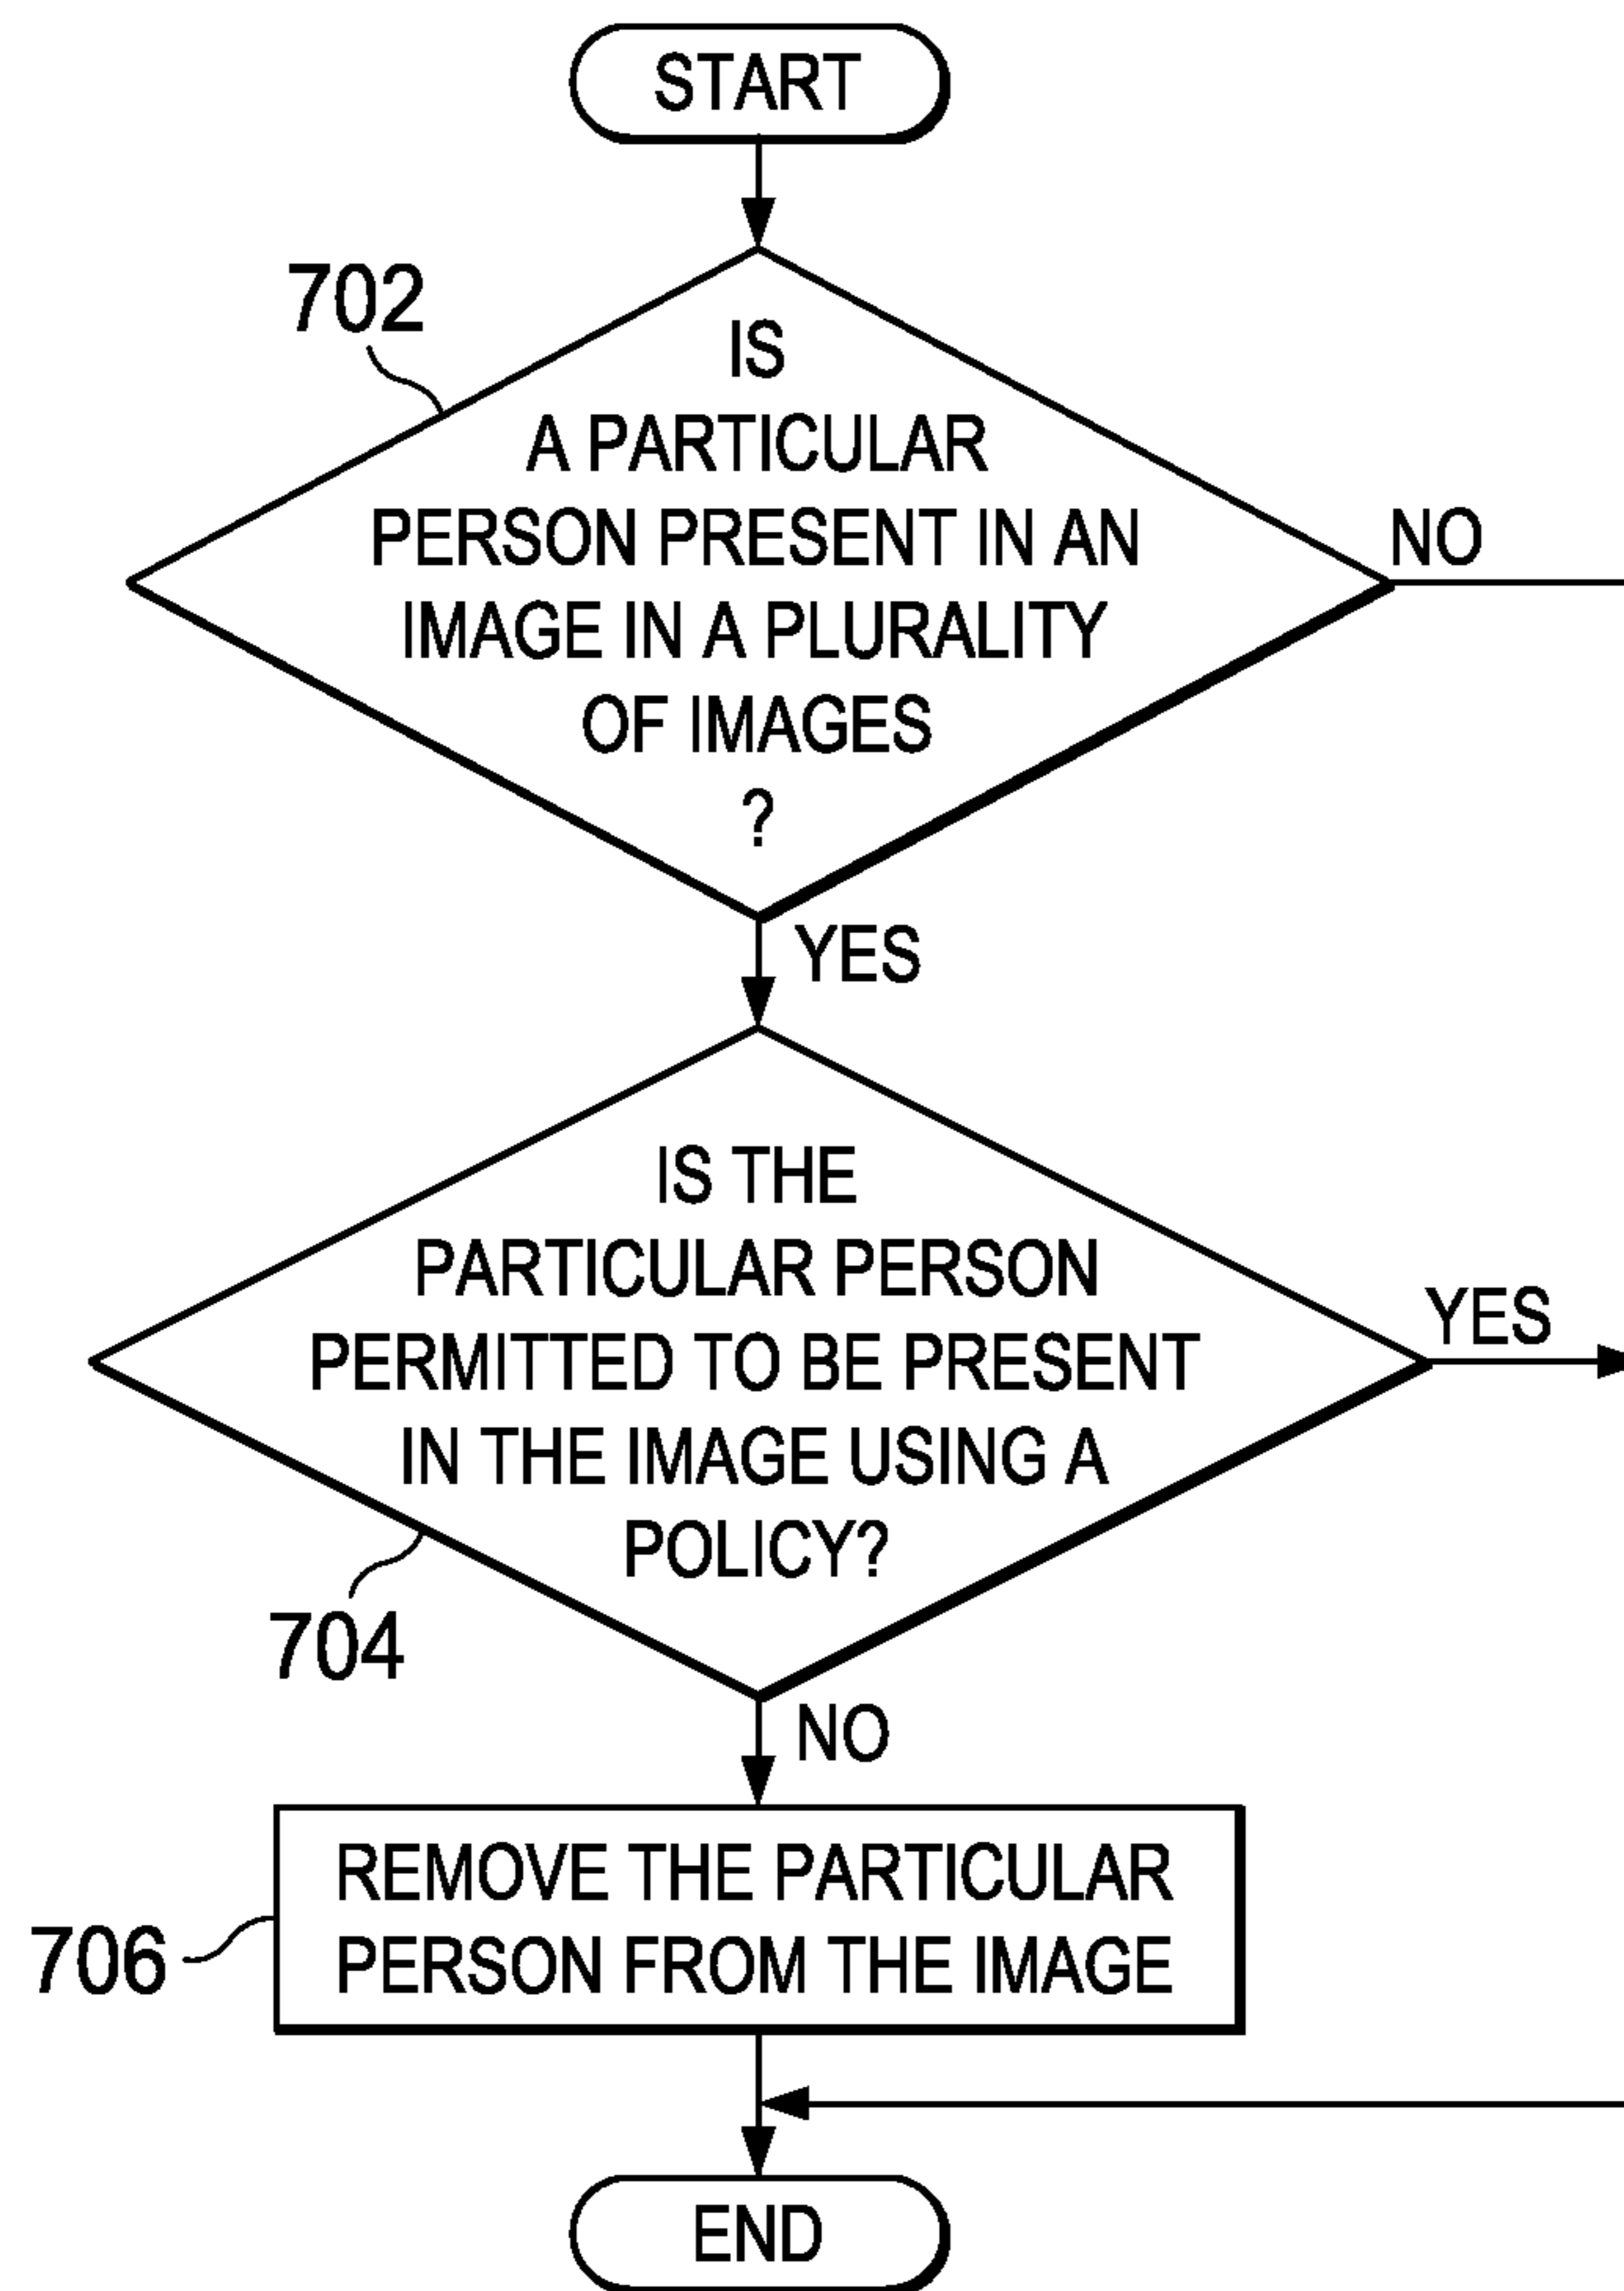 START
702
IS
A PARTICULAR
PERSON PRESENT IN AN
IMAGE IN A PLURALITY
OF IMAGES
?
NO
YES
IS THE
PARTICULAR PERSON
PERMITTED TO BE PRESENT
IN THE IMAGE USING A
POLICY?
YES
704
NO
REMOVE THE PARTICULAR
PERSON FROM THE IMAGE
706
END